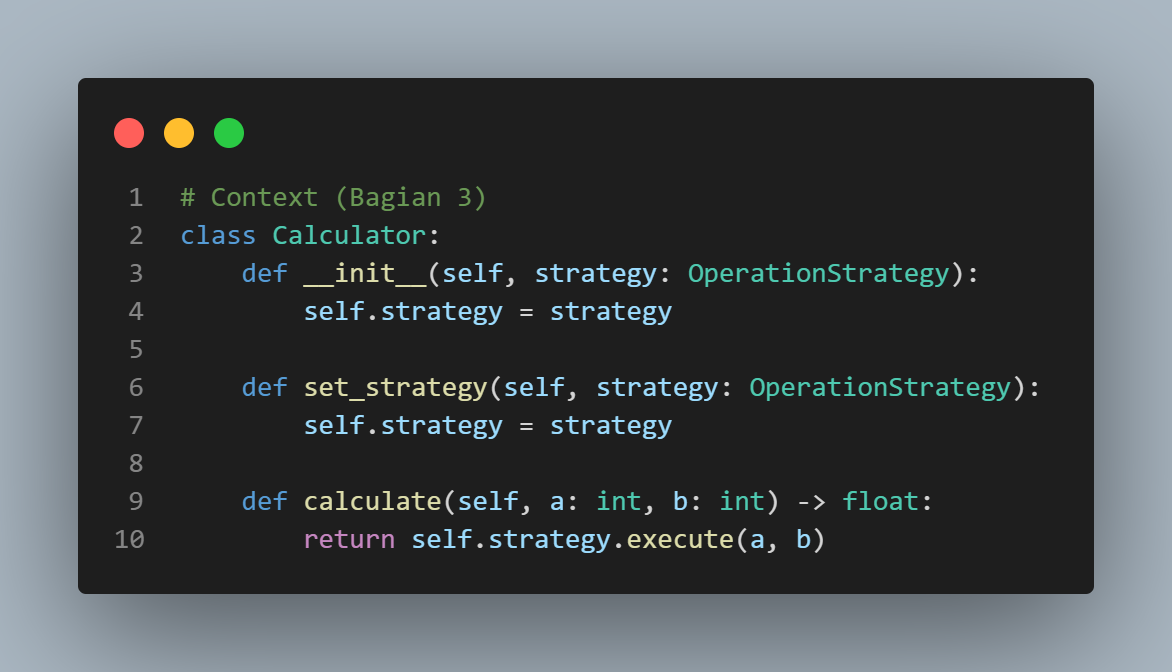 1 # Context (Bagian 3)
2 class Calculator:
3     def __init__(self, strategy: OperationStrategy):
4         self.strategy = strategy
5
6     def set_strategy(self, strategy: OperationStrategy):
7         self.strategy = strategy
8
9     def calculate(self, a: int, b: int) -> float:
10         return self.strategy.execute(a, b)